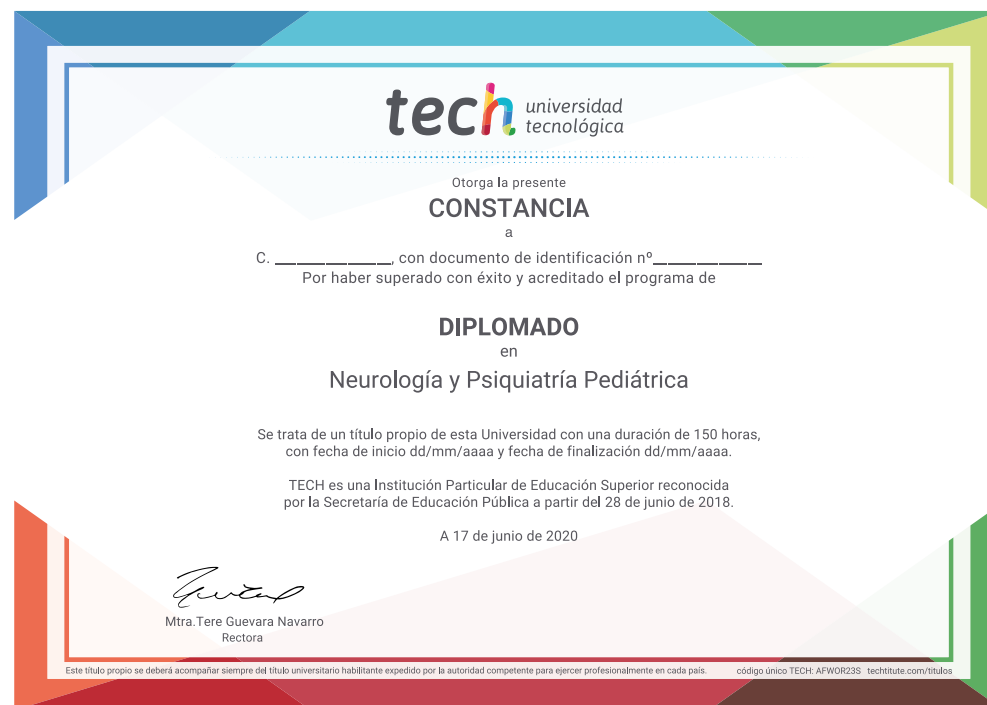 tech universidad
tecnológica
Otorga la presente
CONSTANCIA
a
C. ______________, con documento de identificación nº_____________
Por haber superado con éxito y acreditado el programa de
DIPLOMADO
en
Neurología y Psiquiatría Pediátrica
Se trata de un título propio de esta Universidad con una duración de 150 horas,
con fecha de inicio dd/mm/aaaa y fecha de finalización dd/mm/aaaa.
TECH es una Institución Particular de Educación Superior reconocida
por la Secretaría de Educación Pública a partir del 28 de junio de 2018.
A 17 de junio de 2020
Mtra.Tere Guevara Navarro
Rectora
Este título propio se deberá acompañar siempre del título universitario habilitante expedido por la autoridad competente para ejercer profesionalmente en cada país. código único TECH: AFWOR23S techtitute.com/titulos